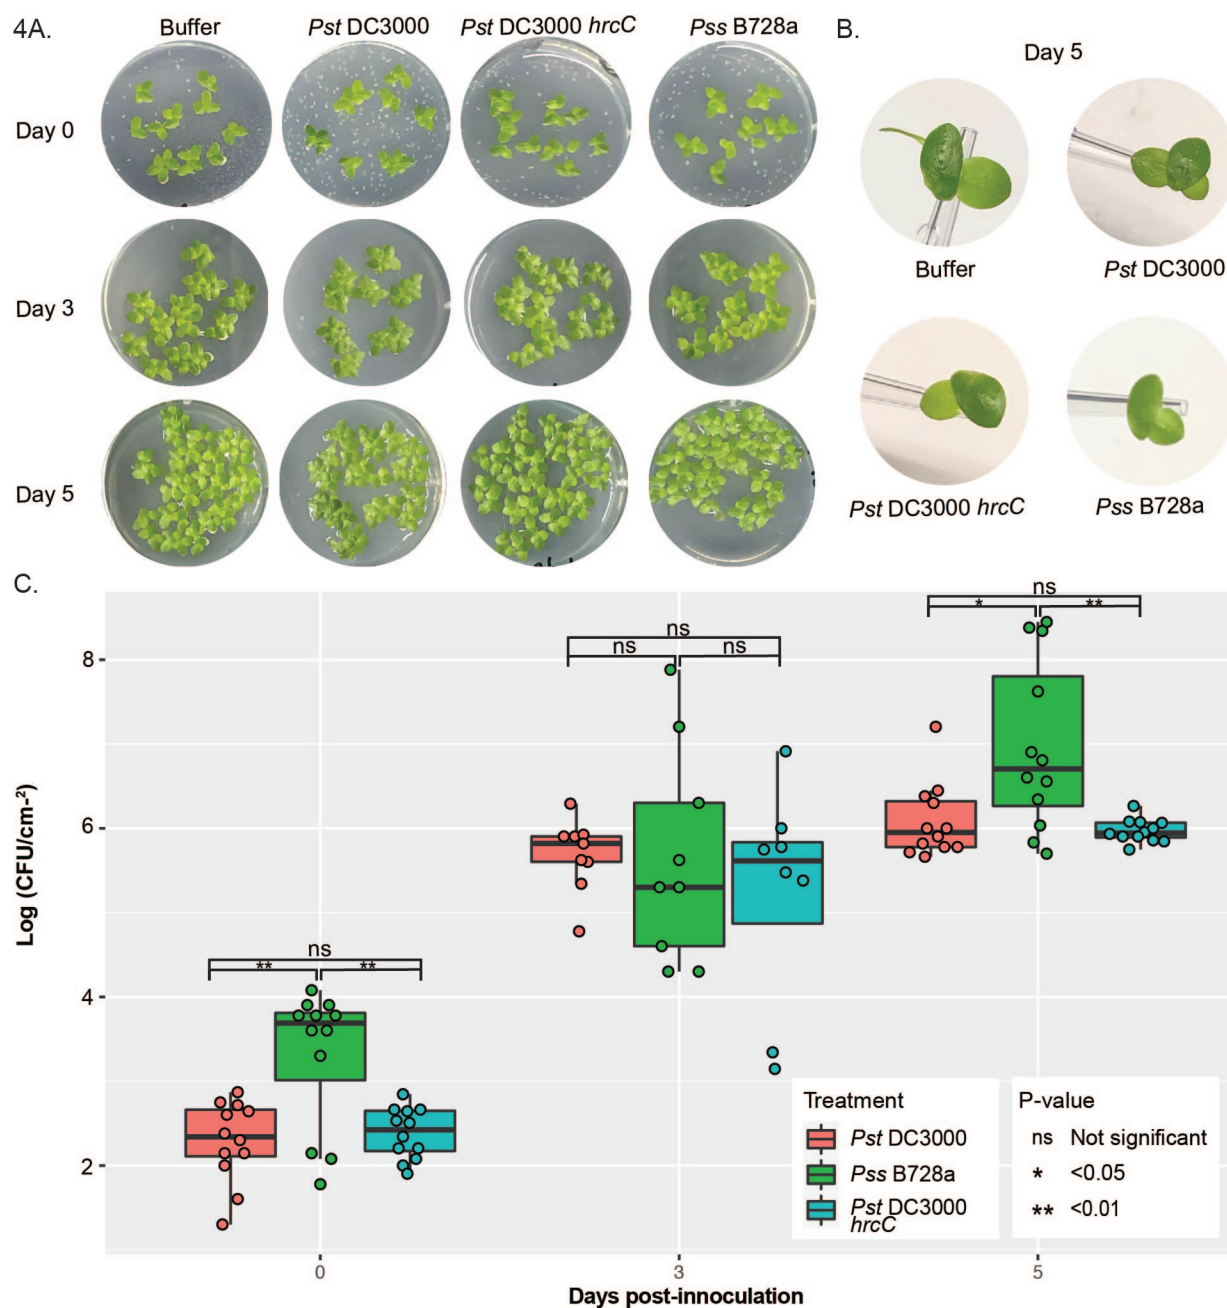 4A.
Buffer Pst DC3000 Pst DC3000 hrcC Pss B728a
B.
Day 5
Day 0
Day 3
Day 5
Buffer Pst DC3000
Pst DC3000 hrcC Pss B728a
C.
ns
* **
ns
ns ns
ns
** **
8
6
4
2
Log (CFU/cm-²)
Treatment
Pst DC3000
Pss B728a
Pst DC3000
hrcC
P-value
ns Not significant
* <0.05
** <0.01
0 3 5
Days post-innoculation